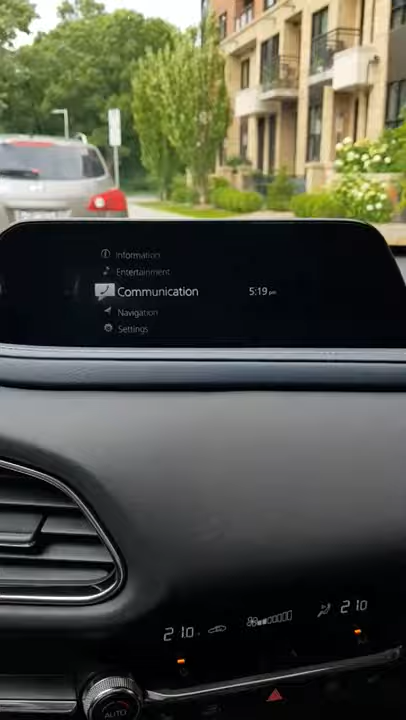 Information
Entertainment
Communication
5:19 pm
Navigation
Settings
21.0
21.0
AUTO